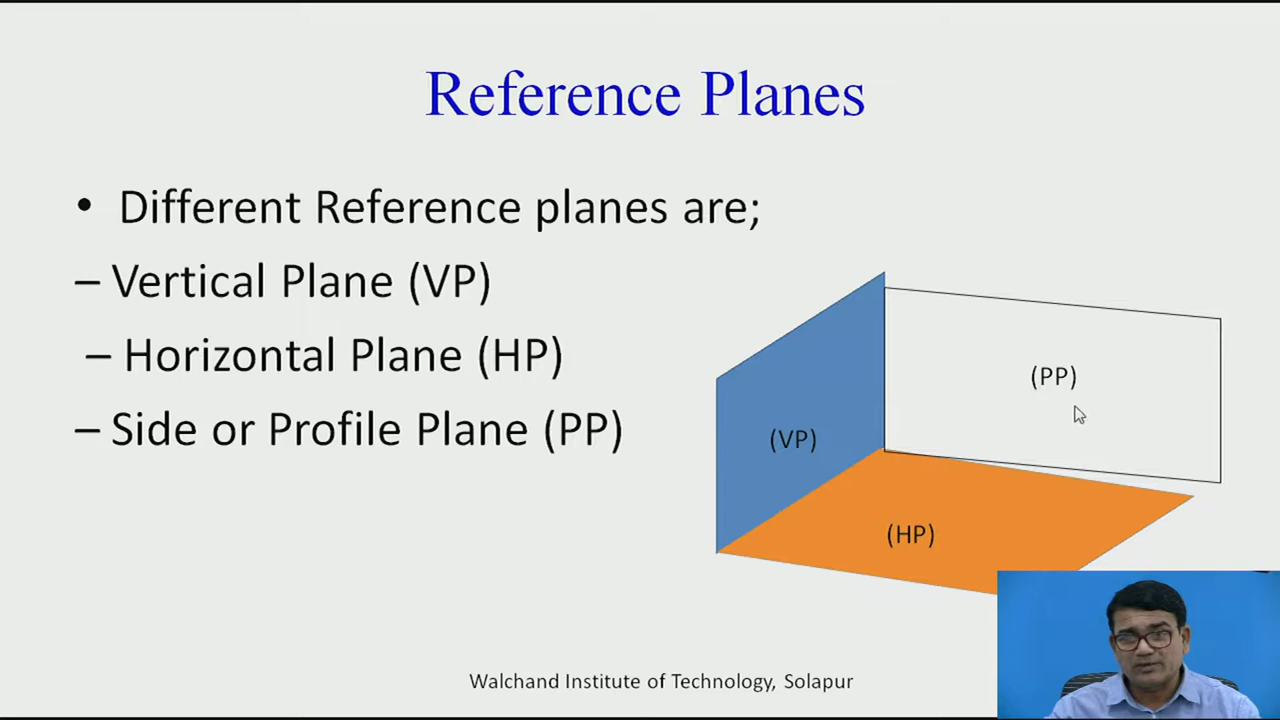 Reference Planes
• Different Reference planes are;
– Vertical Plane (VP)
– Horizontal Plane (HP)
– Side or Profile Plane (PP)
(PP)
(VP)
(HP)
Walchand Institute of Technology, Solapur